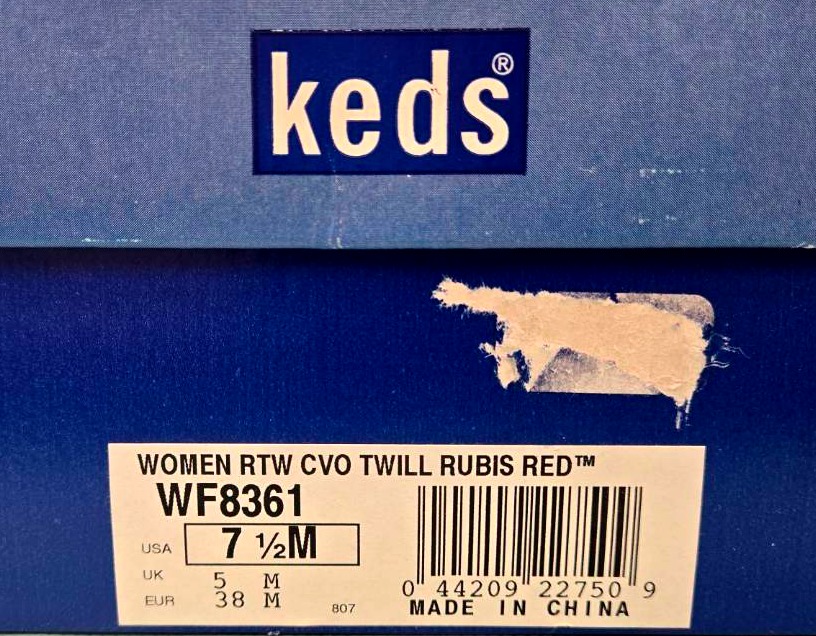 keds®
WOMEN RTW CVO TWILL RUBIS RED™
WF8361
USA 7 ½M
UK 5 M
EUR 38 M
807
0 44209 22750 9
MADE IN CHINA